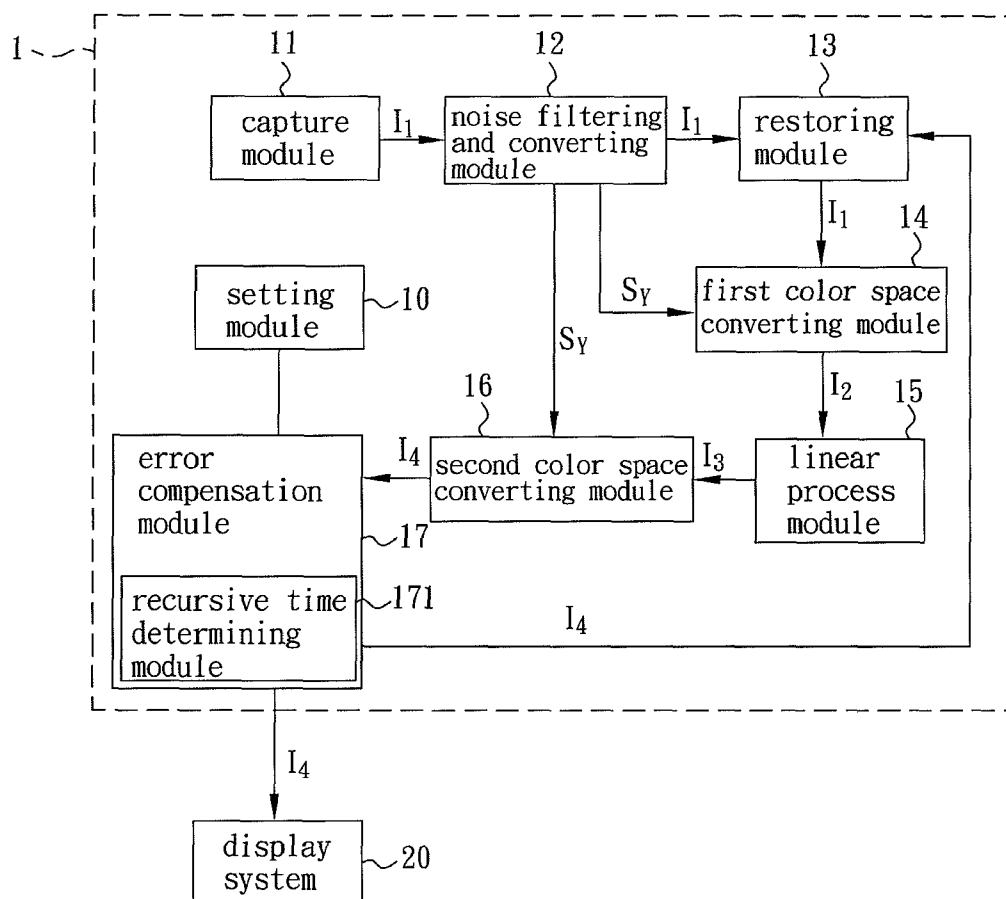 1
11
12
13
capture
module
I₁
noise filtering
and converting
module
I₁
restoring
module
I₁
14
setting
module
10
S_Y
S_Y
first color space
converting module
I₂
16
15
error
compensation
module
17
I₄
second color space
converting module
I₃
linear
process
module
recursive time
determining
module
171
I₄
I₄
display
system
20